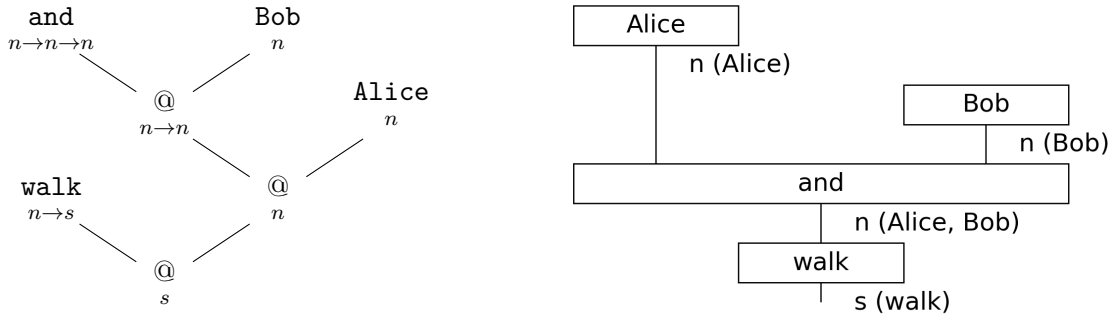 and
n→n→n
Bob
n
@
n→n
Alice
n
@
n
walk
n→s
@
s
Alice
n (Alice)
Bob
n (Bob)
and
n (Alice, Bob)
walk
s (walk)